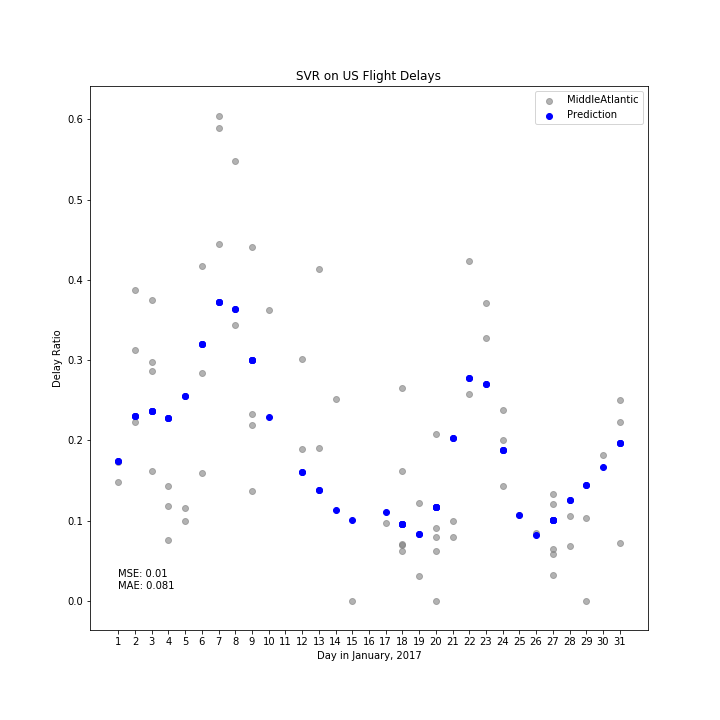 SVR on US Flight Delays
MiddleAtlantic
Prediction
0.6
0.5
0.4
0.3
0.2
0.1
0.0
Delay Ratio
MSE: 0.01
MAE: 0.081
1 2 3 4 5 6 7 8 9 10 11 12 13 14 15 16 17 18 19 20 21 22 23 24 25 26 27 28 29 30 31
Day in January, 2017